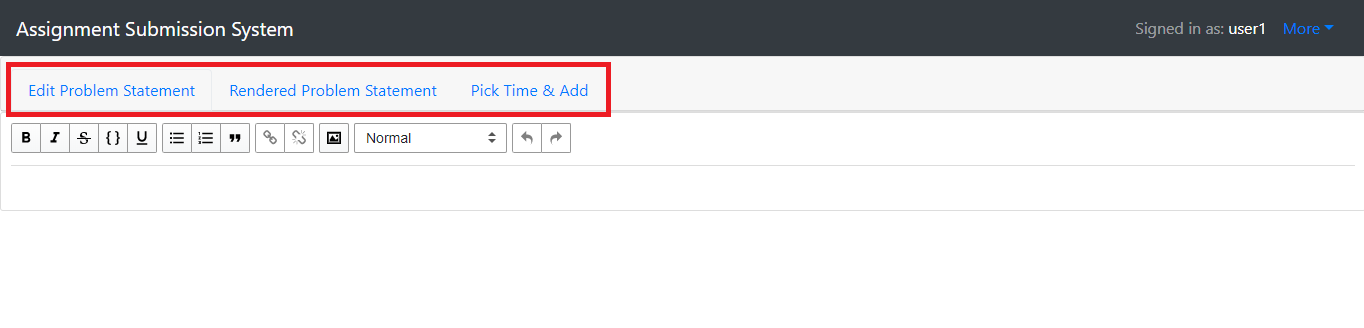 Assignment Submission System Signed in as: user1 More
Edit Problem Statement Rendered Problem Statement Pick Time & Add
B I S {} U Normal